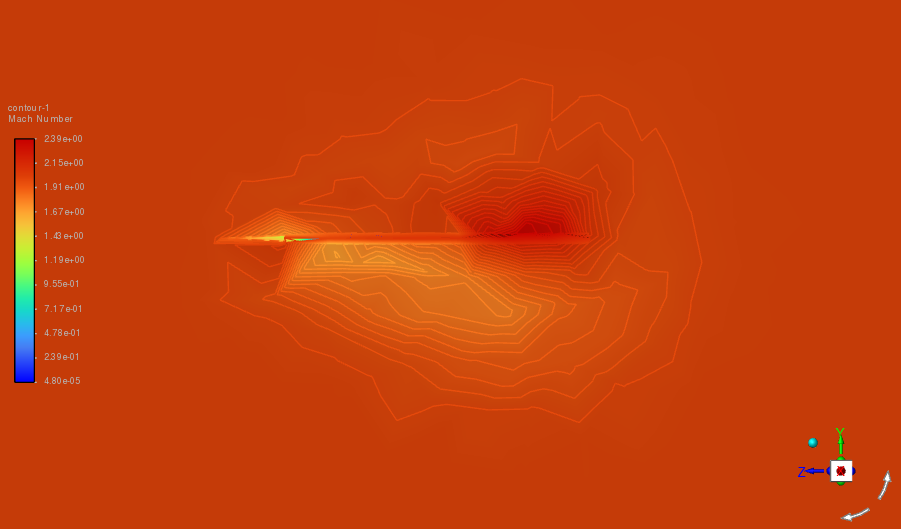 contour-1
Mach Number
2.39e+00
2.15e+00
1.91e+00
1.67e+00
1.43e+00
1.19e+00
9.55e-01
7.17e-01
4.78e-01
2.39e-01
4.80e-05
Y
Z